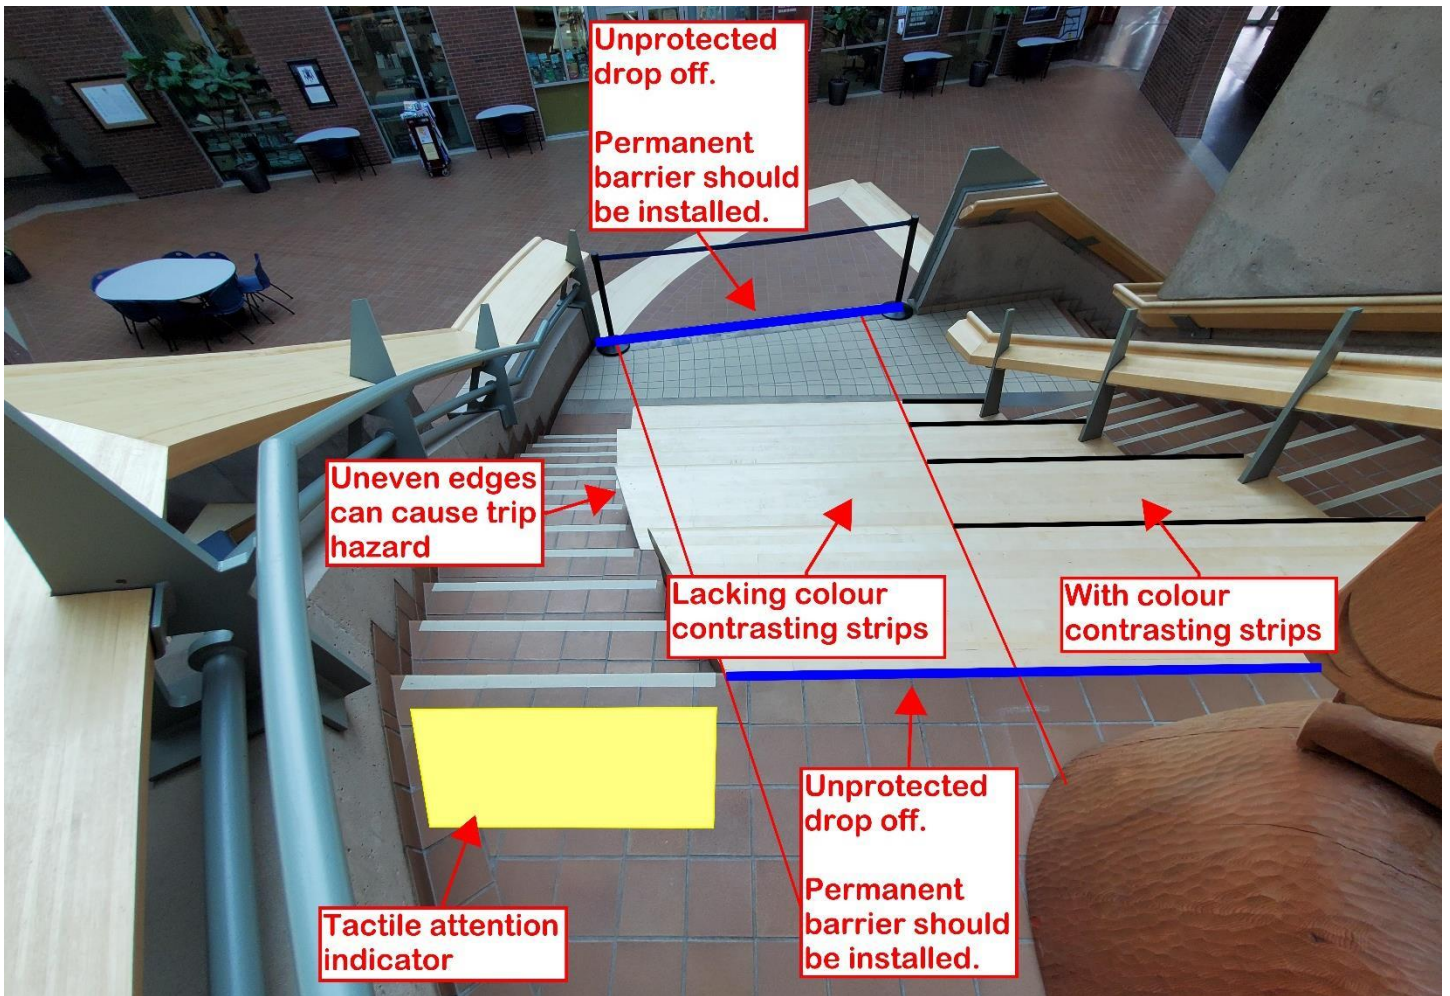 Unprotected
drop off.
Permanent
barrier should
be installed.
Uneven edges
can cause trip
hazard
Lacking colour
contrasting strips
With colour
contrasting strips
Unprotected
drop off.
Permanent
barrier should
be installed.
Tactile attention
indicator